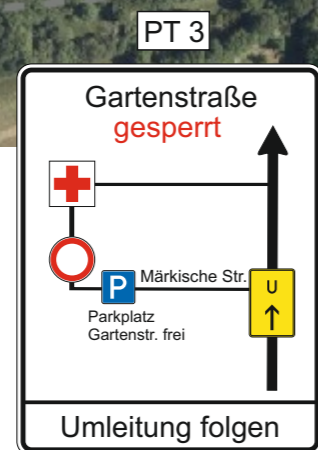 PT 3
Gartenstraße
gesperrt
Märkische Str.
U
P
Parkplatz
Gartenstr. frei
Umleitung folgen